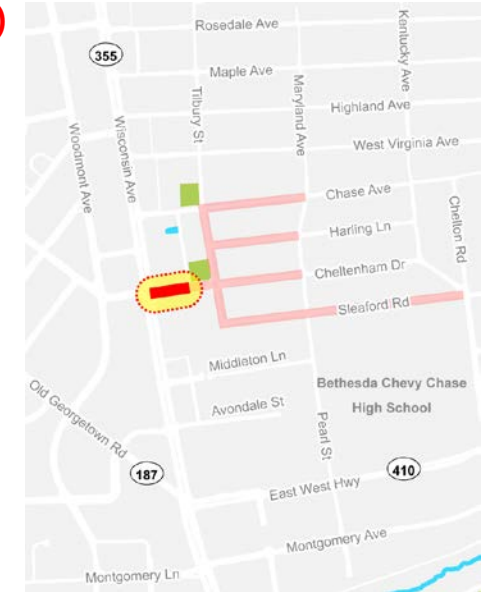 )
Rosedale Ave
355
Maple Ave
Kentucky Ave
Tilbury St
Maryland Ave
Highland Ave
Woodmont Ave
Wisconsin Ave
West Virginia Ave
Chase Ave
Harling Ln
Chelton Rd
Cheltenham Dr
Sleaford Rd
Middleton Ln
Bethesda Chevy Chase
High School
Old Georgetown Rd
Avondale St
Pearl St
187
410
East West Hwy
Montgomery Ave
Montgomery Ln